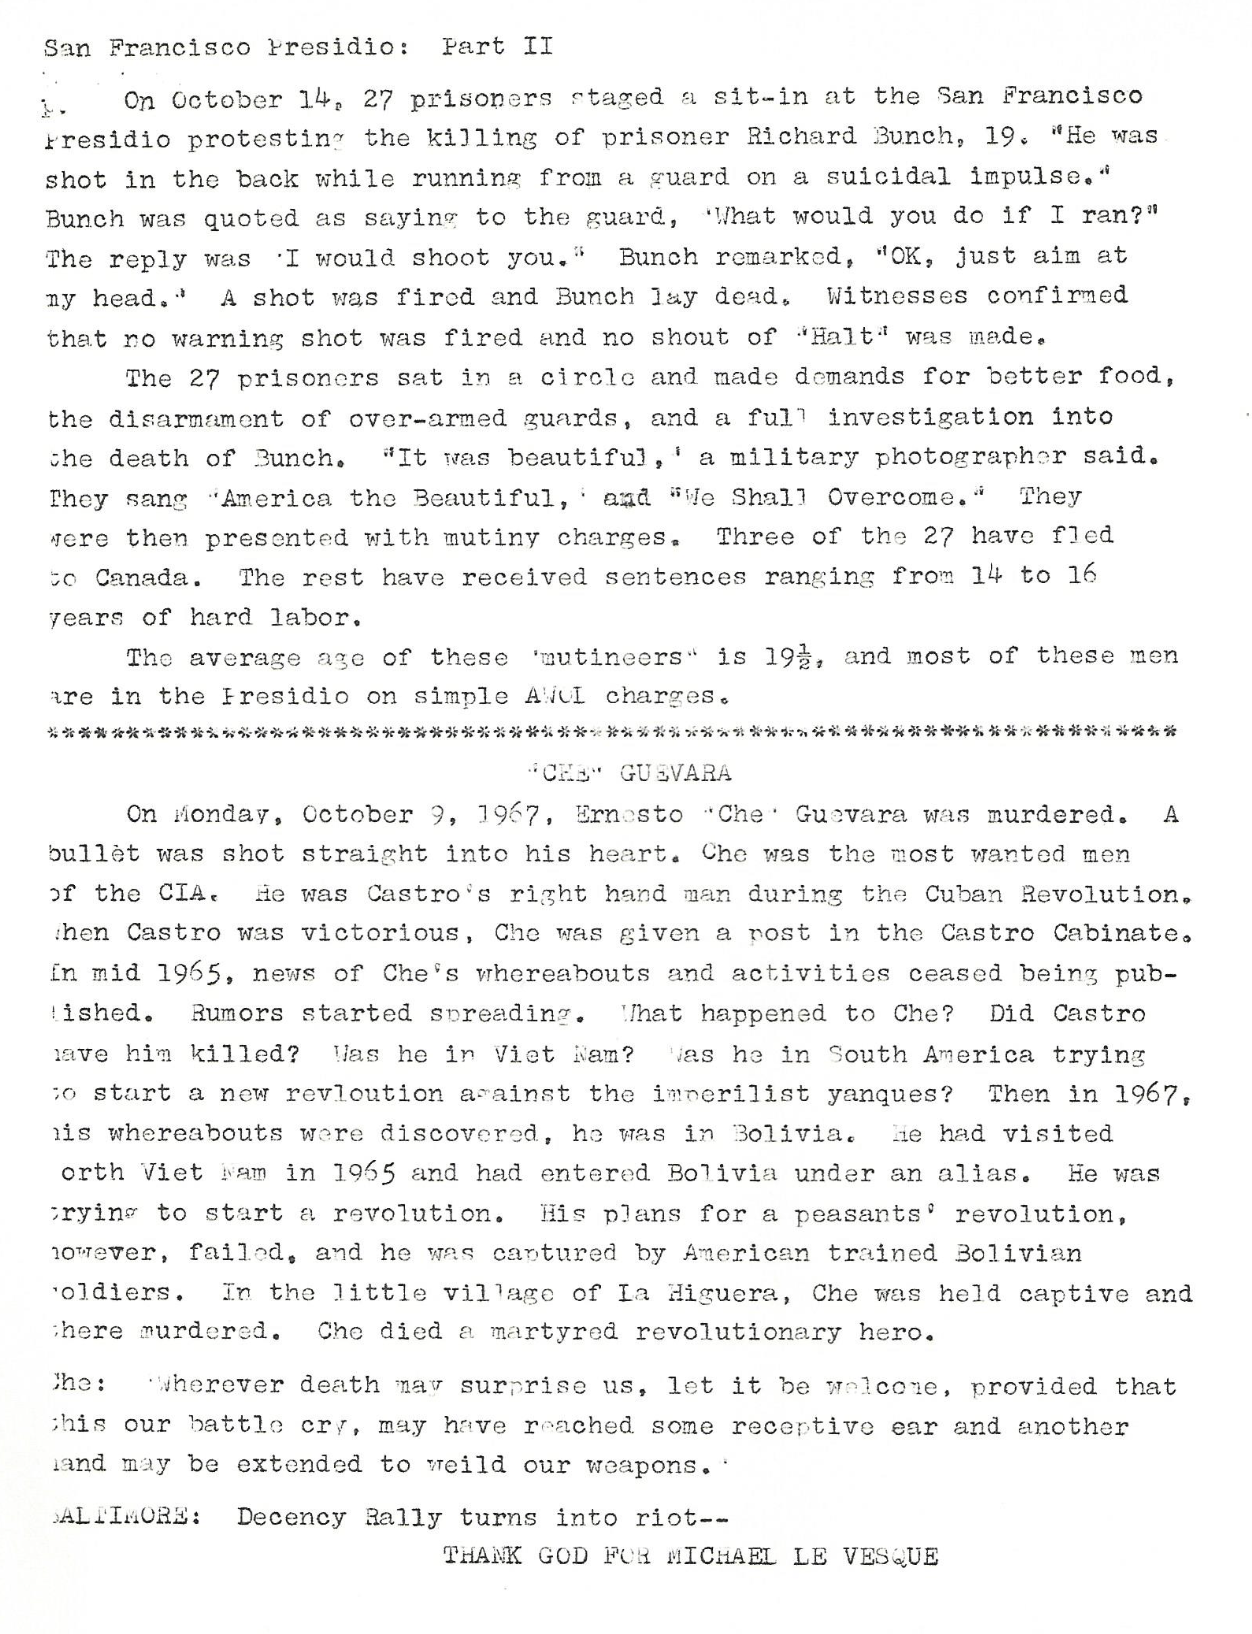 San Francisco Presidio:  Part II
On October 14, 27 prisoners staged a sit-in at the San Francisco
Presidio protesting the killing of prisoner Richard Bunch, 19. "He was
shot in the back while running from a guard on a suicidal impulse."
Bunch was quoted as saying to the guard, "What would you do if I ran?"
The reply was "I would shoot you."  Bunch remarked, "OK, just aim at
my head."  A shot was fired and Bunch lay dead.  Witnesses confirmed
that no warning shot was fired and no shout of "Halt" was made.
The 27 prisoners sat in a circle and made demands for better food,
the disarmament of over-armed guards, and a full investigation into
the death of Bunch.  "It was beautiful," a military photographer said.
They sang "America the Beautiful," and "We Shall Overcome."  They
were then presented with mutiny charges.  Three of the 27 have fled
to Canada.  The rest have received sentences ranging from 14 to 16
years of hard labor.
The average age of these "mutineers" is 19½, and most of these men
are in the Presidio on simple AWOL charges.
***********************************************************************
"CHE" GUEVARA
On Monday, October 9, 1967, Ernesto "Che" Guevara was murdered.  A
bullet was shot straight into his heart. Che was the most wanted men
of the CIA.  He was Castro's right hand man during the Cuban Revolution.
When Castro was victorious, Che was given a post in the Castro Cabinate.
In mid 1965, news of Che's whereabouts and activities ceased being pub-
lished.  Rumors started spreading.  What happened to Che?  Did Castro
have him killed?  Was he in Viet Nam?  Was he in South America trying
to start a new revloution against the imperilist yanques?  Then in 1967,
his whereabouts were discovered, he was in Bolivia.  He had visited
orth Viet Nam in 1965 and had entered Bolivia under an alias.  He was
trying to start a revolution.  His plans for a peasants' revolution,
however, failed, and he was captured by American trained Bolivian
soldiers.  In the little village of La Higuera, Che was held captive and
there murdered.  Che died a martyred revolutionary hero.
Che:  "Wherever death may surprise us, let it be welcome, provided that
this our battle cry, may have reached some receptive ear and another
hand may be extended to weild our weapons."
BALTIMORE:  Decency Rally turns into riot--
THANK GOD FOR MICHAEL LE VESQUE